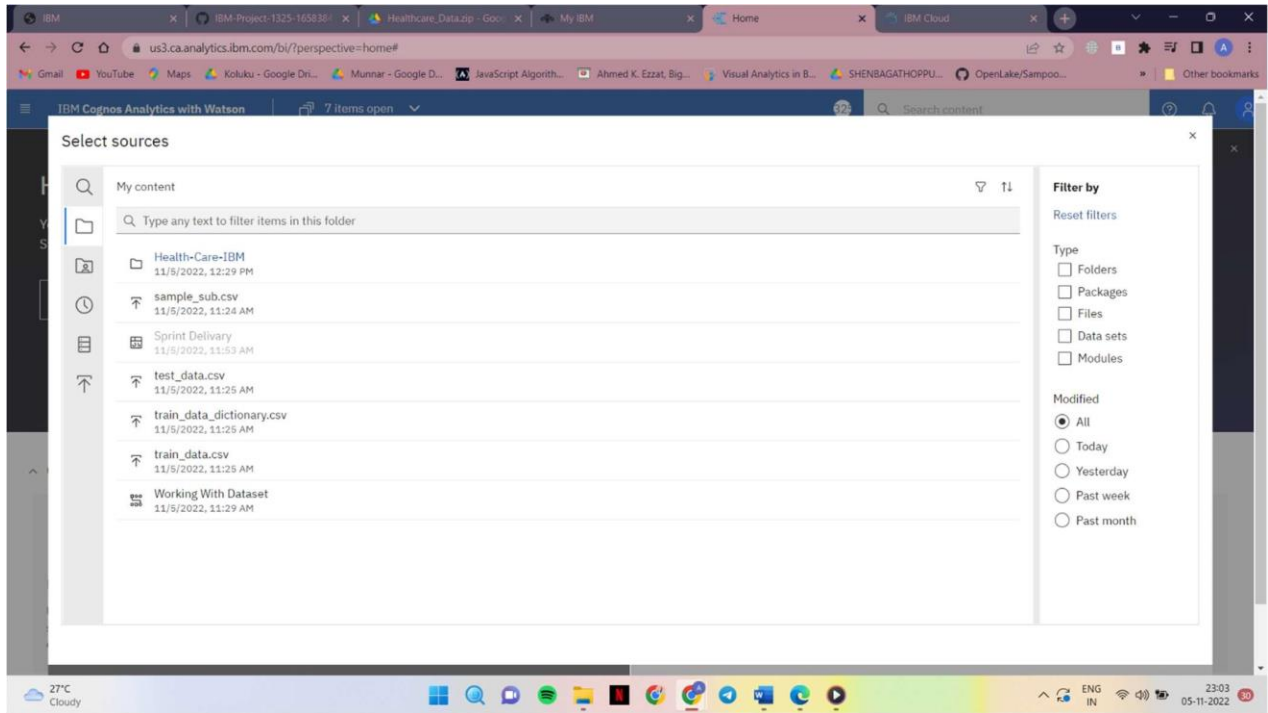 IBM
IBM-Project-1325-1658384
Healthcare_Data.zip - Goog
My IBM
Home
IBM Cloud
us3.ca.analytics.ibm.com/bi/?perspective=home#
Gmail
YouTube
Maps
Koluku - Google Dri...
Munnar - Google D...
JavaScript Algorith...
Ahmed K. Ezzat, Big...
Visual Analytics in B...
SHENBAGATHOPPU...
OpenLake/Sampoo...
»
Other bookmarks
IBM Cognos Analytics with Watson
7 items open
Search content
Select sources
My content
Type any text to filter items in this folder
Health-Care-IBM
11/5/2022, 12:29 PM
sample_sub.csv
11/5/2022, 11:24 AM
Sprint Delivary
11/5/2022, 11:53 AM
test_data.csv
11/5/2022, 11:25 AM
train_data_dictionary.csv
11/5/2022, 11:25 AM
train_data.csv
11/5/2022, 11:25 AM
Working With Dataset
11/5/2022, 11:29 AM
Filter by
Reset filters
Type
Folders
Packages
Files
Data sets
Modules
Modified
All
Today
Yesterday
Past week
Past month
27°C
Cloudy
ENG
IN
23:03
05-11-2022
30